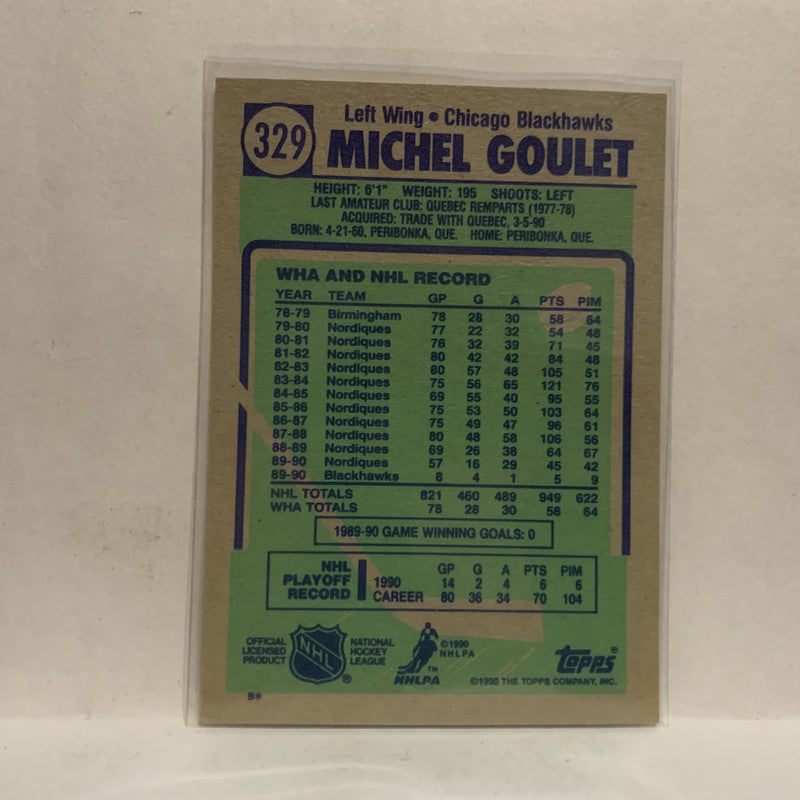 329
Left Wing • Chicago Blackhawks
MICHEL GOULET
HEIGHT: 6'1" WEIGHT: 195 SHOOTS: LEFT
LAST AMATEUR CLUB: QUEBEC REMPARTS (1977-78)
ACQUIRED: TRADE WITH QUEBEC, 3-5-90
BORN: 4-21-60, PERIBONKA, QUE. HOME: PERIBONKA, QUE.
WHA AND NHL RECORD
YEAR TEAM GP G A PTS PIM
78-79 Birmingham 78 28 30 58 64
79-80 Nordiques 77 22 32 54 48
80-81 Nordiques 76 32 39 71 45
81-82 Nordiques 80 42 42 84 48
82-83 Nordiques 80 57 48 105 51
83-84 Nordiques 75 56 65 121 76
84-85 Nordiques 69 55 40 95 55
85-86 Nordiques 75 53 50 103 64
86-87 Nordiques 75 49 47 96 61
87-88 Nordiques 80 48 58 106 56
88-89 Nordiques 69 26 38 64 67
89-90 Nordiques 57 16 29 45 42
89-90 Blackhawks 8 4 1 5 9
NHL TOTALS 821 460 489 949 622
WHA TOTALS 78 28 30 58 64
1989-90 GAME WINNING GOALS: 0
NHL PLAYOFF RECORD
GP G A PTS PIM
1990 14 2 4 6 6
CAREER 80 36 34 70 104
OFFICIAL LICENSED PRODUCT
NHL ®
NATIONAL HOCKEY LEAGUE
©1990 NHLPA
™
NHLPA
topps®
©1990 THE TOPPS COMPANY, INC.
B*